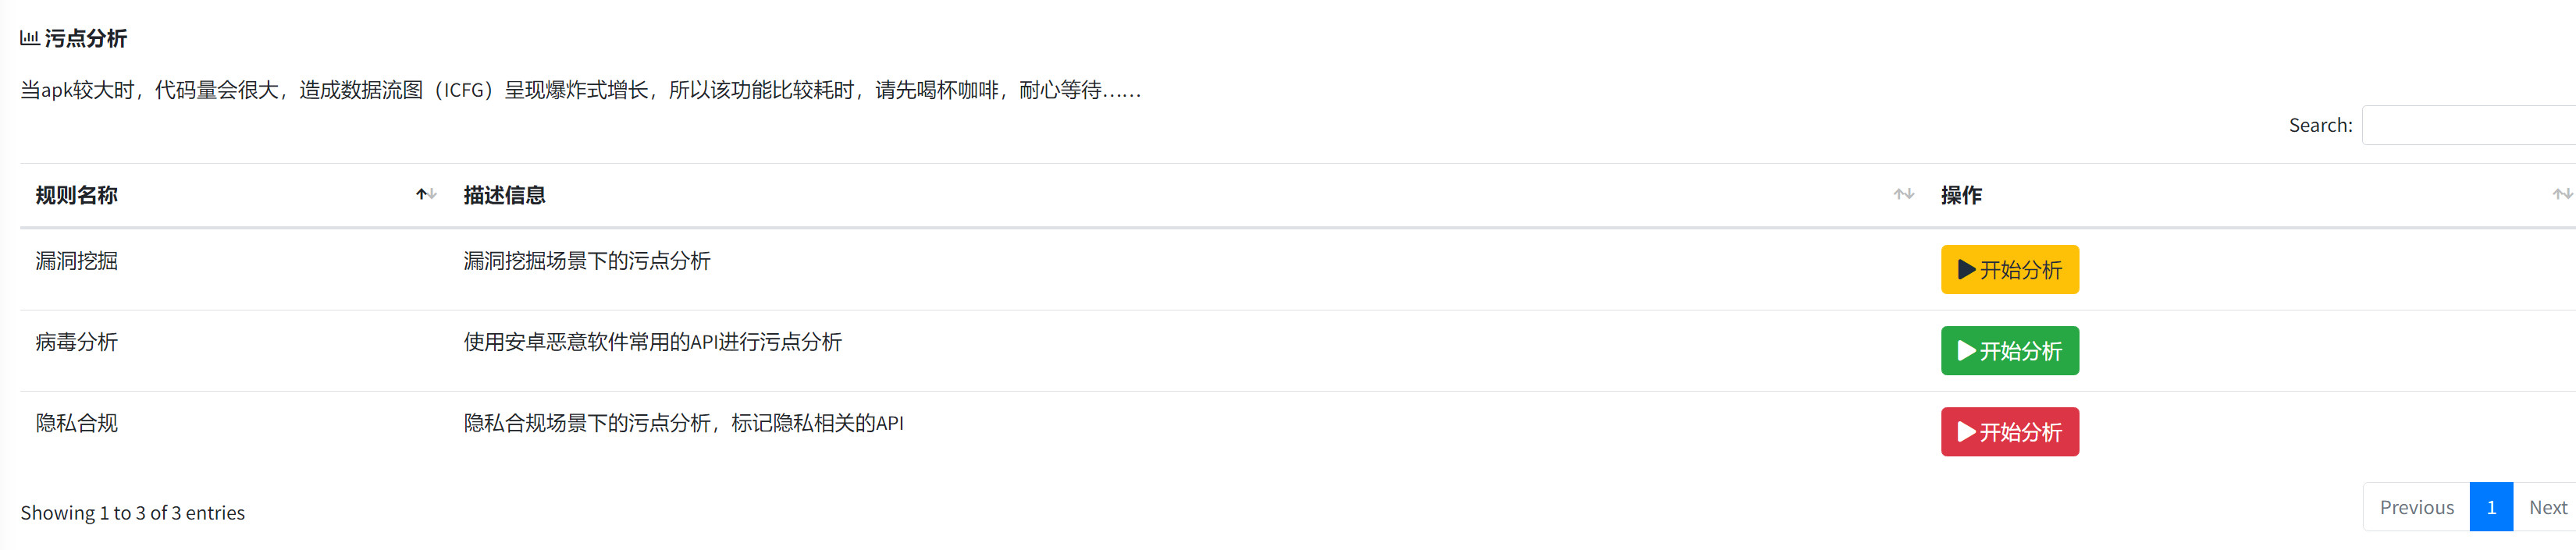 污点分析
当apk较大时，代码量会很大，造成数据流图（ICFG）呈现爆炸式增长，所以该功能比较耗时，请先喝杯咖啡，耐心等待……
Search:
规则名称 描述信息 操作
漏洞挖掘 漏洞挖掘场景下的污点分析 开始分析
病毒分析 使用安卓恶意软件常用的API进行污点分析 开始分析
隐私合规 隐私合规场景下的污点分析，标记隐私相关的API 开始分析
Showing 1 to 3 of 3 entries Previous 1 Next